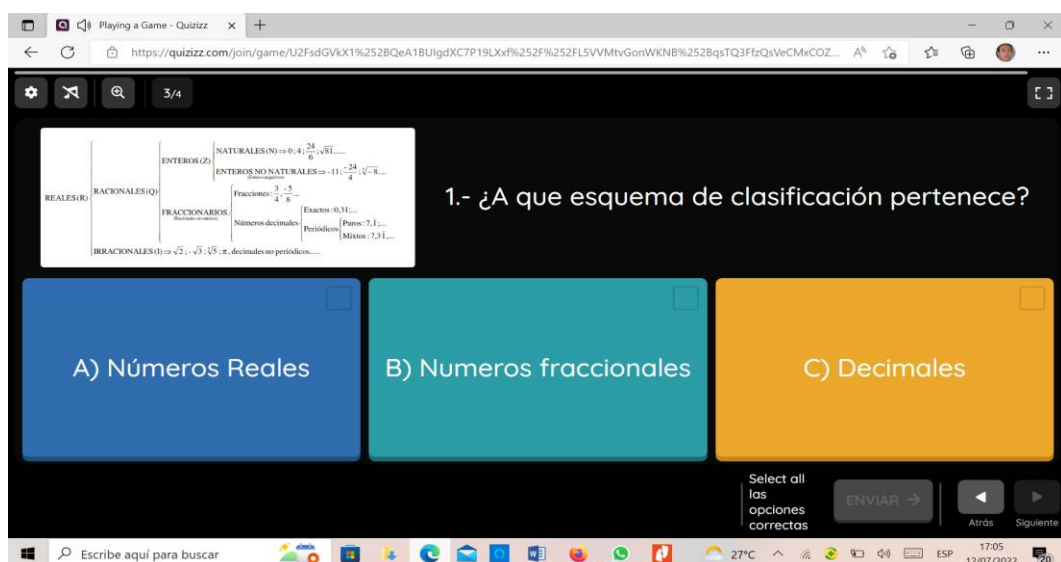 Playing a Game - Quizizz
https://quizizz.com/join/game/U2FsdGVkX1%252BQeA1BUIgdXC7P19LXxf%252F%252FL5VVMtvGonWKNB%252BqsTQ3FfzQsVeCMxCOZ...
3/4
REALES(R)
RACIONALES(Q)
ENTEROS (Z)
NATURALES(N) ⇒ 0; 4; 24/6; √81.....
ENTEROS NO NATURALES ⇒ -11; -24/4; ∛-8....
FRACCIONARIOS
Fracciones: 3/4, -5/8...
Números decimales
Exactos : 0,31;...
Periódicos
Puros : 7,1̄;...
Mixtos : 7,31̄,...
IRRACIONALES (I) ⇒ √2 ; -√3 ; ∛5 ; π, decimales no periódicos.....
1.- ¿A que esquema de clasificación pertenece?
A) Números Reales
B) Numeros fraccionales
C) Decimales
Select all
las
opciones
correctas
ENVIAR →
Atrás
Siguiente
Escribe aquí para buscar
27°C
ESP
17:05
12/07/2022
20